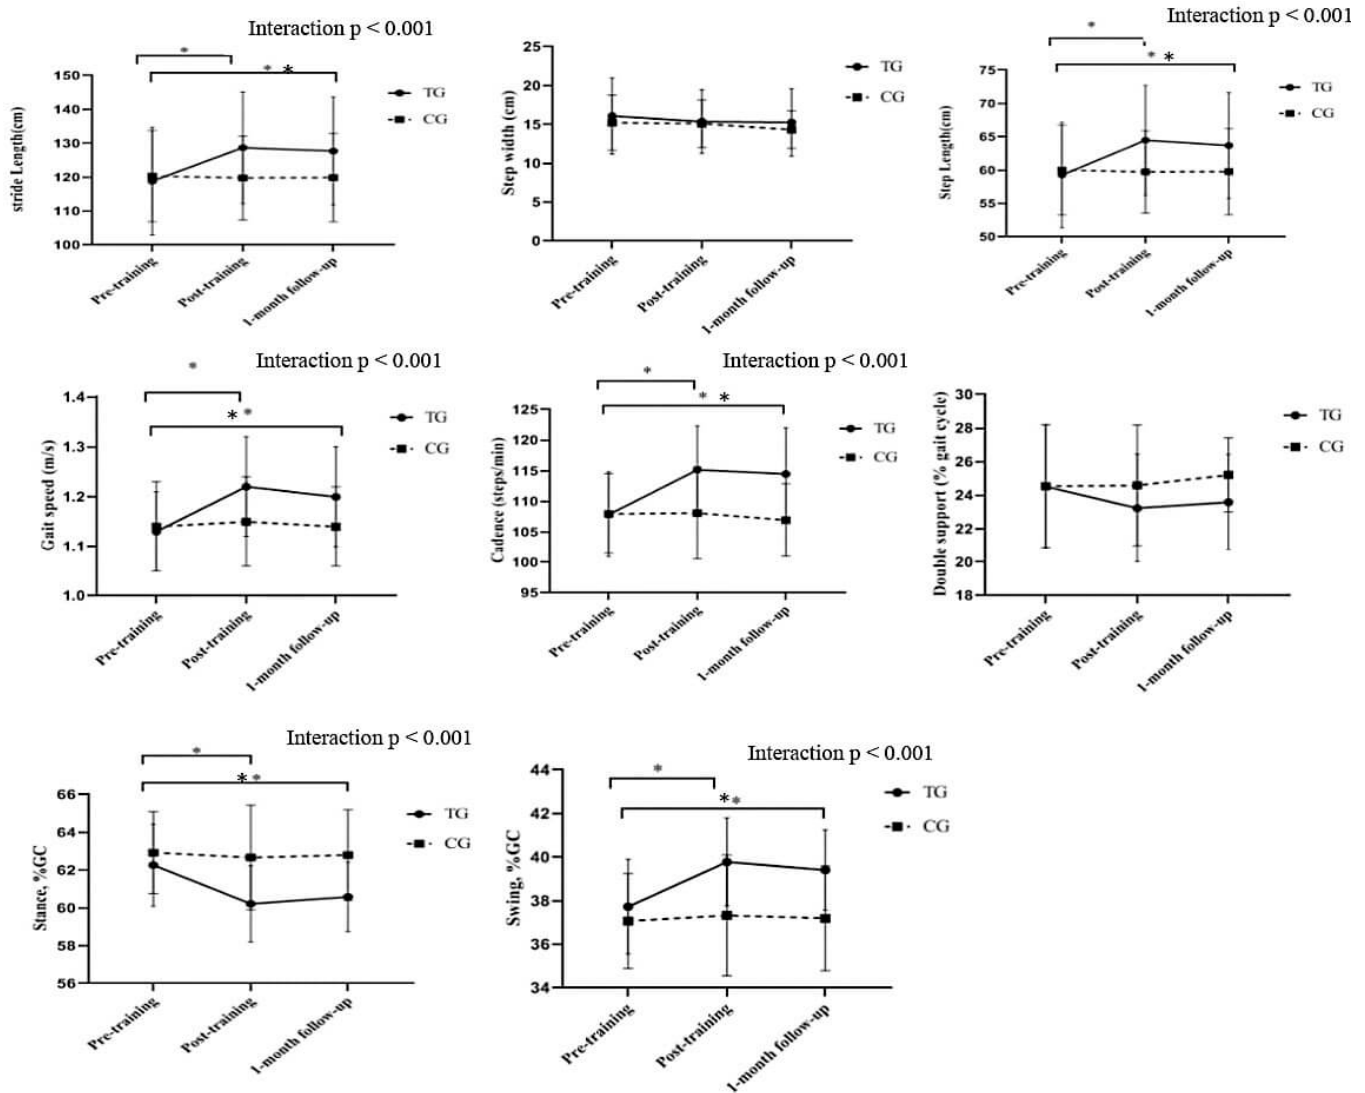 Interaction p < 0.001
*
* *
150
140
130
120
110
100
stride Length(cm)
TG
CG
Pre-training
Post-training
1-month follow-up
25
20
15
10
5
0
Step width (cm)
TG
CG
Pre-training
Post-training
1-month follow-up
Interaction p < 0.001
*
* *
75
70
65
60
55
50
Step Length(cm)
TG
CG
Pre-training
Post-training
1-month follow-up
Interaction p < 0.001
*
* *
1.4
1.3
1.2
1.1
1.0
Gait speed (m/s)
TG
CG
Pre-training
Post-training
1-month follow-up
Interaction p < 0.001
*
* *
125
120
115
110
105
100
95
Cadence (steps/min)
TG
CG
Pre-training
Post-training
1-month follow-up
30
28
26
24
22
20
18
Double support (% gait cycle)
TG
CG
Pre-training
Post-training
1-month follow-up
Interaction p < 0.001
*
* *
66
64
62
60
58
56
Stance, %GC
TG
CG
Pre-training
Post-training
1-month follow-up
Interaction p < 0.001
*
* *
44
42
40
38
36
34
Swing, %GC
TG
CG
Pre-training
Post-training
1-month follow-up